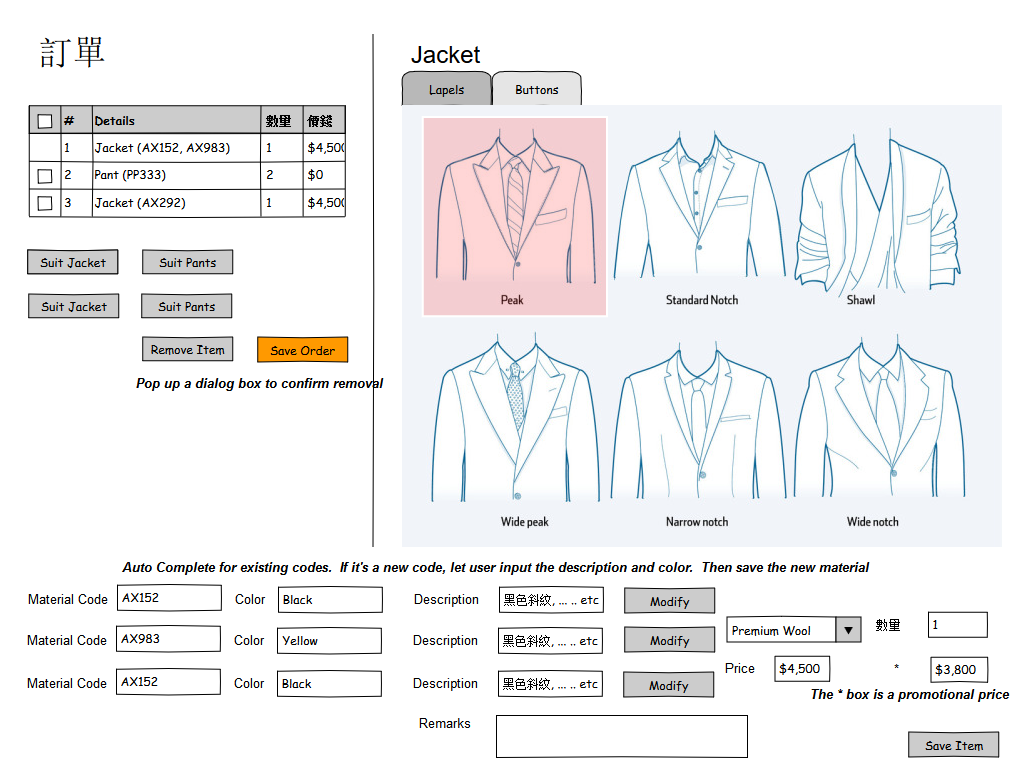 訂單
Jacket
Lapels Buttons
# Details 數里 價錢
1 Jacket (AX152, AX983) 1 $4,500
2 Pant (PP333) 2 $0
3 Jacket (AX292) 1 $4,500
Suit Jacket Suit Pants
Suit Jacket Suit Pants
Remove Item Save Order
Pop up a dialog box to confirm removal
Peak Standard Notch Shawl
Wide peak Narrow notch Wide notch
Auto Complete for existing codes. If it's a new code, let user input the description and color. Then save the new material
Material Code AX152 Color Black Description 黑色斜紋, ... .. etc Modify
Material Code AX983 Color Yellow Description 黑色斜紋, ... .. etc Modify
Premium Wool 數里 1
Material Code AX152 Color Black Description 黑色斜紋, ... .. etc Modify
Price $4,500 * $3,800
The * box is a promotional price
Remarks
Save Item